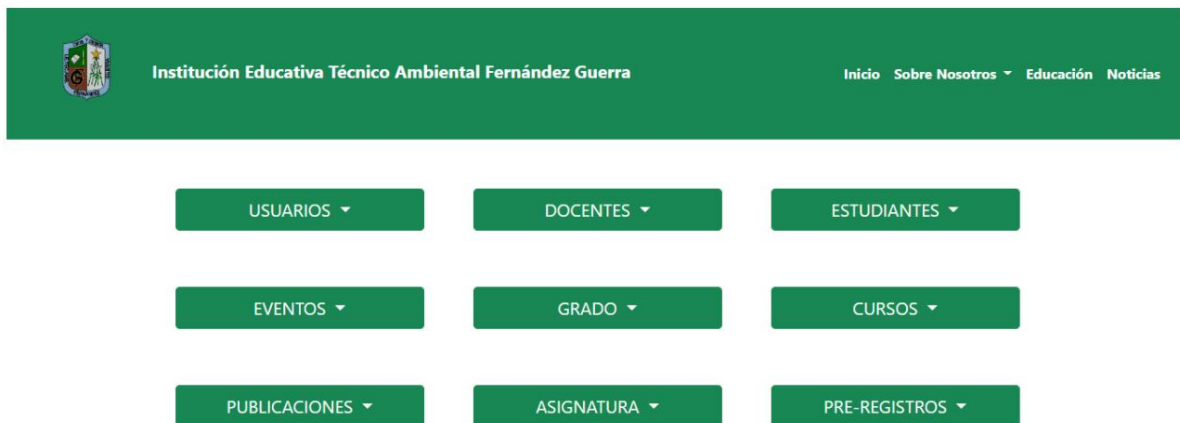 Institución Educativa Técnico Ambiental Fernández Guerra
Inicio Sobre Nosotros Educación Noticias
USUARIOS DOCENTES ESTUDIANTES
EVENTOS GRADO CURSOS
PUBLICACIONES ASIGNATURA PRE-REGISTROS